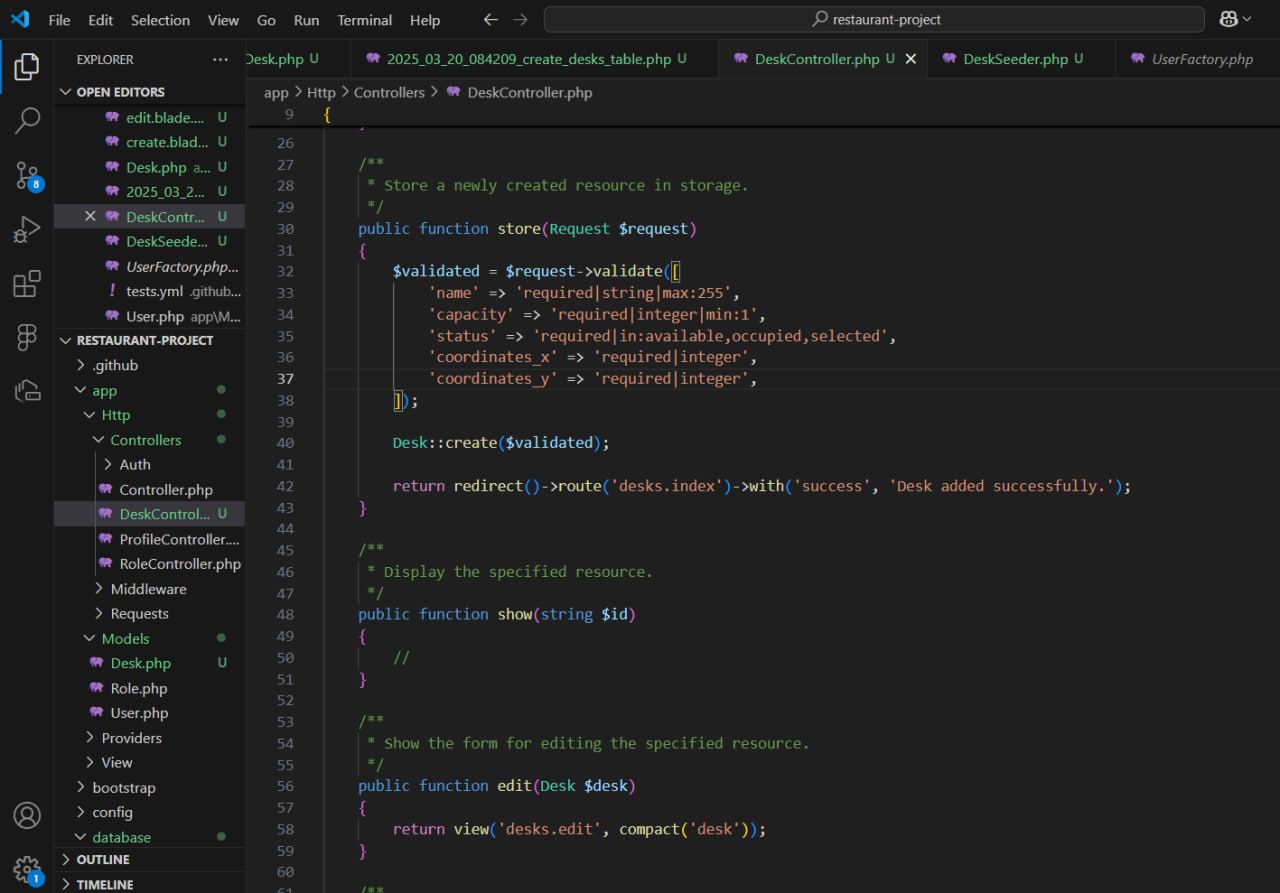 File Edit Selection View Go Run Terminal Help
restaurant-project
EXPLORER
Desk.php U
2025_03_20_084209_create_desks_table.php U
DeskController.php U
DeskSeeder.php U
UserFactory.php
OPEN EDITORS
edit.blade.... U
create.blad... U
Desk.php a... U
2025_03_2... U
DeskContr... U
DeskSeede... U
UserFactory.php...
! tests.yml .github...
User.php app\M...
RESTAURANT-PROJECT
.github
app
Http
Controllers
Auth
Controller.php
DeskControl... U
ProfileController....
RoleController.php
Middleware
Requests
Models
Desk.php U
Role.php
User.php
Providers
View
bootstrap
config
database
OUTLINE
TIMELINE
8
1
app > Http > Controllers > DeskController.php
9 {
}
26
27 /**
28 * Store a newly created resource in storage.
29 */
30 public function store(Request $request)
31 {
32 $validated = $request->validate([
33 'name' => 'required|string|max:255',
34 'capacity' => 'required|integer|min:1',
35 'status' => 'required|in:available,occupied,selected',
36 'coordinates_x' => 'required|integer',
37 'coordinates_y' => 'required|integer',
38 ]);
39
40 Desk::create($validated);
41
42 return redirect()->route('desks.index')->with('success', 'Desk added successfully.');
43 }
44
45 /**
46 * Display the specified resource.
47 */
48 public function show(string $id)
49 {
50 //
51 }
52
53 /**
54 * Show the form for editing the specified resource.
55 */
56 public function edit(Desk $desk)
57 {
58 return view('desks.edit', compact('desk'));
59 }
60
61 /**